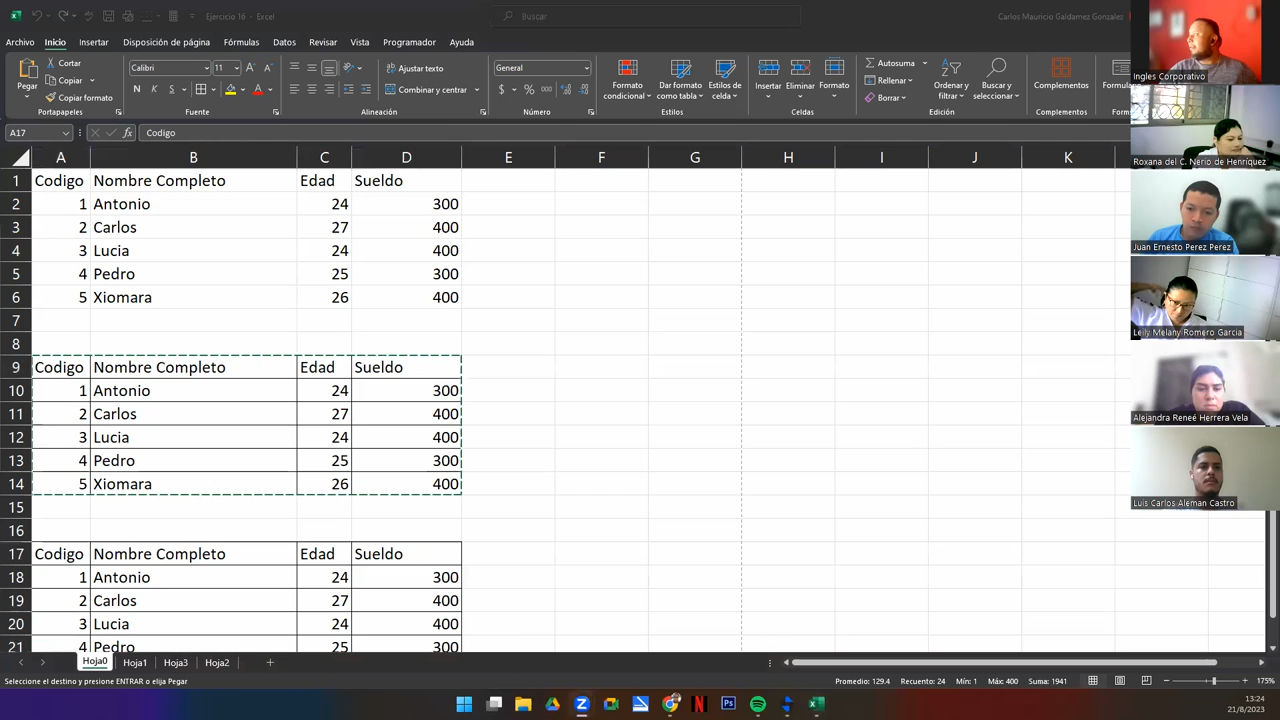 Ejercicio 16 - Excel
Buscar
Carlos Mauricio Galdamez Gonzalez
Archivo Inicio Insertar Disposición de página Fórmulas Datos Revisar Vista Programador Ayuda
Pegar
Cortar
Copiar
Copiar formato
Portapapeles
Calibri 11
N K S
Fuente
Ajustar texto
Combinar y centrar
Alineación
General
$ % 000
Número
Formato condicional
Dar formato como tabla
Estilos de celda
Estilos
Insertar Eliminar Formato
Celdas
Autosuma
Rellenar
Borrar
Ordenar y filtrar
Buscar y seleccionar
Edición
Complementos
Complementos
A17 fx Codigo
A B C D E F G H I J K
1 Codigo Nombre Completo Edad Sueldo
2 1 Antonio 24 300
3 2 Carlos 27 400
4 3 Lucia 24 400
5 4 Pedro 25 300
6 5 Xiomara 26 400
7
8
9 Codigo Nombre Completo Edad Sueldo
10 1 Antonio 24 300
11 2 Carlos 27 400
12 3 Lucia 24 400
13 4 Pedro 25 300
14 5 Xiomara 26 400
15
16
17 Codigo Nombre Completo Edad Sueldo
18 1 Antonio 24 300
19 2 Carlos 27 400
20 3 Lucia 24 400
21 4 Pedro 25 300
Hoja0 Hoja1 Hoja3 Hoja2
Seleccione el destino y presione ENTRAR o elija Pegar
Promedio: 129.4 Recuento: 24 Mín: 1 Máx: 400 Suma: 1941
175%
13:24
21/8/2023
Ingles Corporativo
Roxana del C. Nerio de Henríquez
Juan Ernesto Perez Perez
Leily Melany Romero Garcia
Alejandra Reneé Herrera Vela
Luis Carlos Aleman Castro